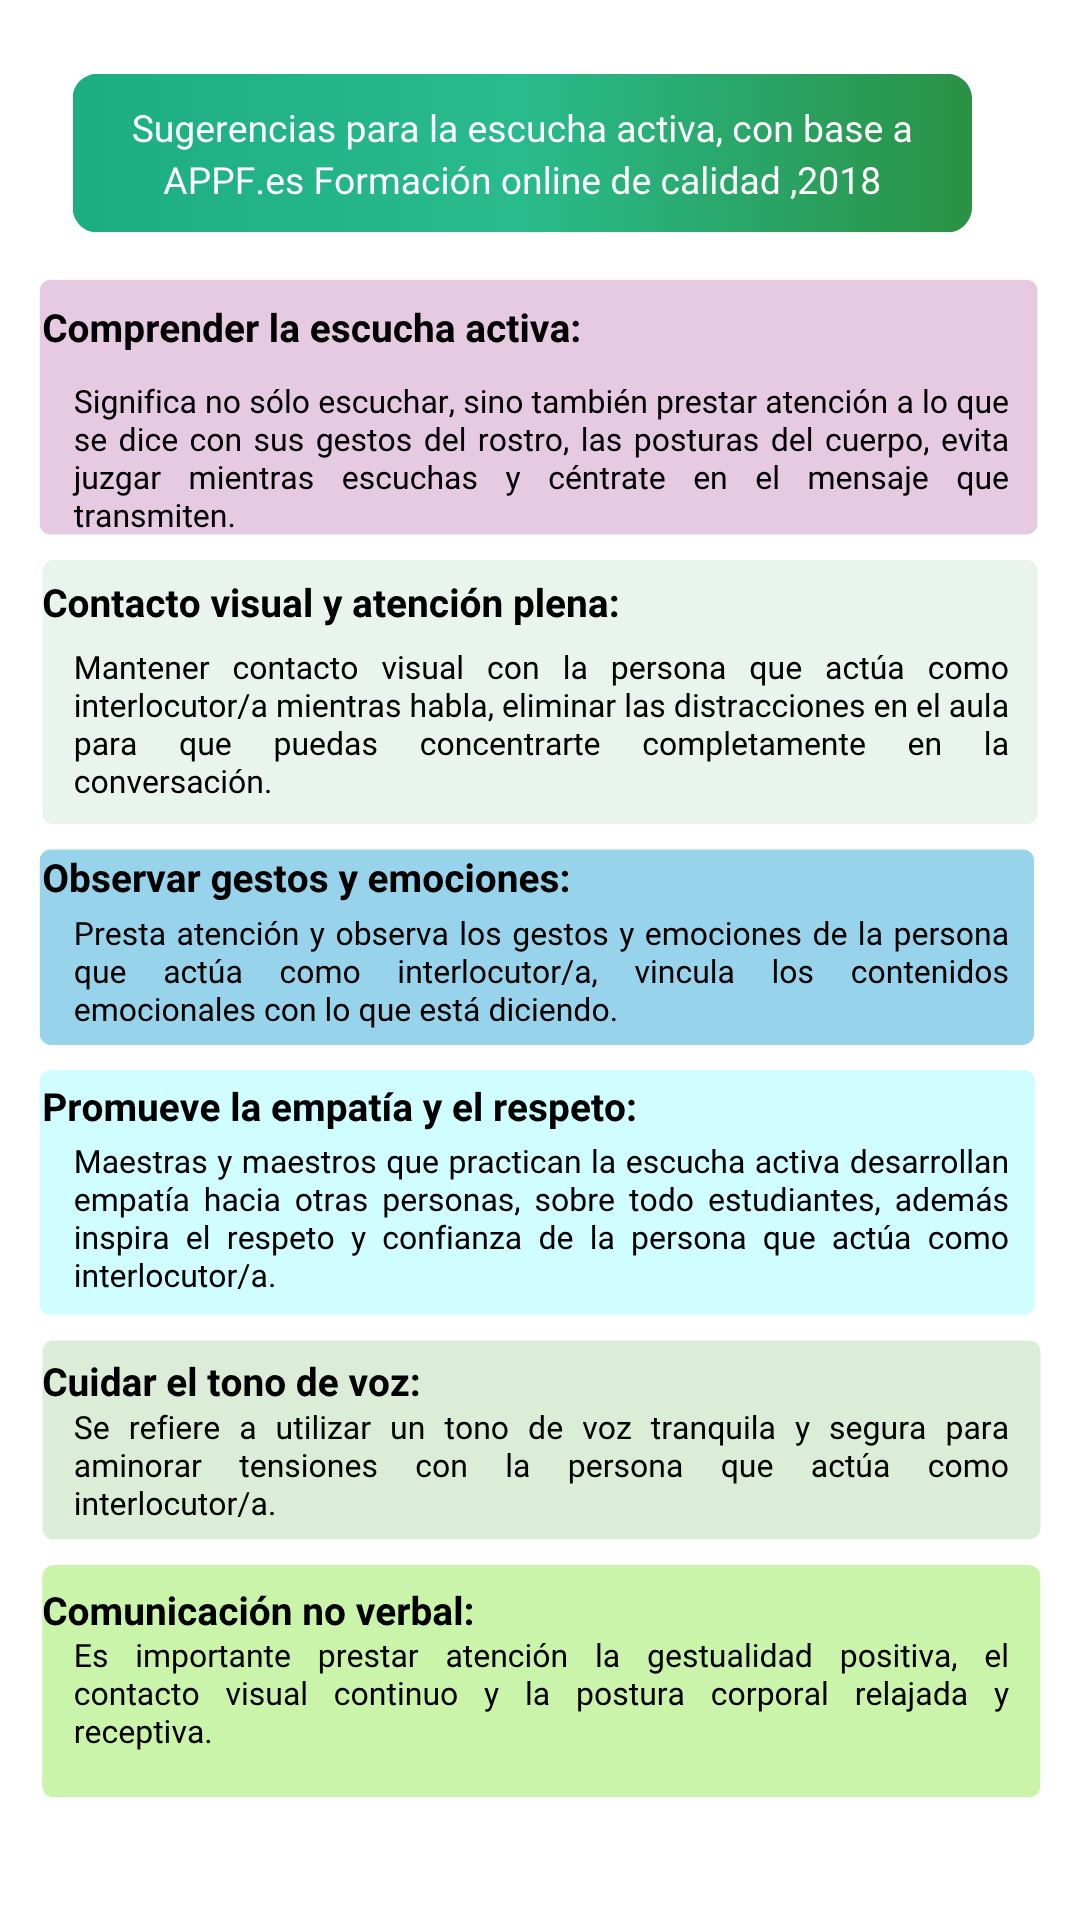 Sugerencias para la escucha activa, con base a
APPF.es Formación online de calidad ,2018
Comprender la escucha activa:
Significa no sólo escuchar, sino también prestar atención a lo que
se dice con sus gestos del rostro, las posturas del cuerpo, evita
juzgar mientras escuchas y céntrate en el mensaje que
transmiten.
Contacto visual y atención plena:
Mantener contacto visual con la persona que actúa como
interlocutor/a mientras habla, eliminar las distracciones en el aula
para que puedas concentrarte completamente en la
conversación.
Observar gestos y emociones:
Presta atención y observa los gestos y emociones de la persona
que actúa como interlocutor/a, vincula los contenidos
emocionales con lo que está diciendo.
Promueve la empatía y el respeto:
Maestras y maestros que practican la escucha activa desarrollan
empatía hacia otras personas, sobre todo estudiantes, además
inspira el respeto y confianza de la persona que actúa como
interlocutor/a.
Cuidar el tono de voz:
Se refiere a utilizar un tono de voz tranquila y segura para
aminorar tensiones con la persona que actúa como
interlocutor/a.
Comunicación no verbal:
Es importante prestar atención la gestualidad positiva, el
contacto visual continuo y la postura corporal relajada y
receptiva.